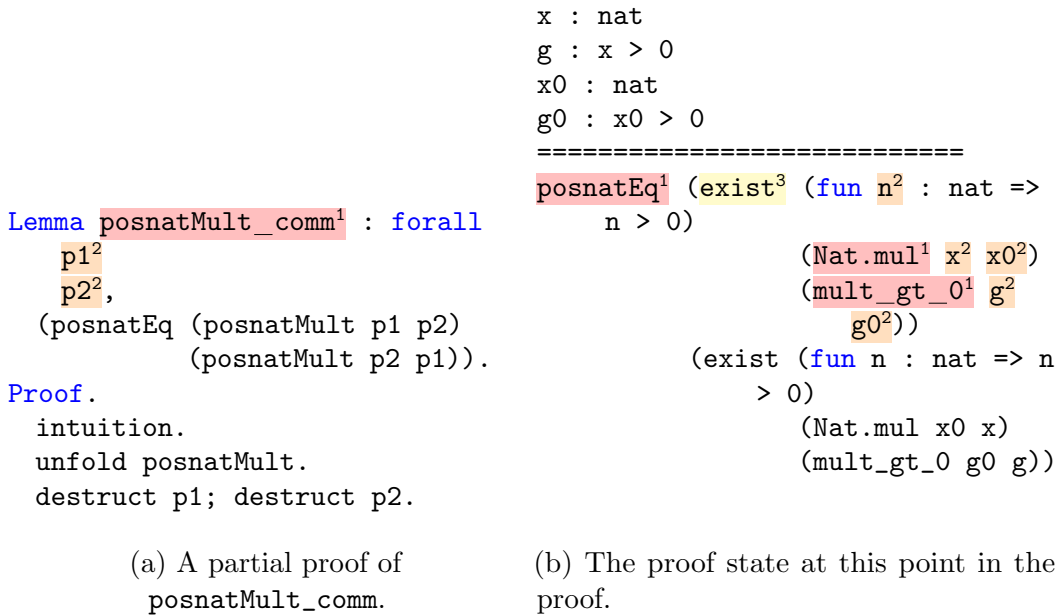 Lemma posnatMult_comm¹ : forall
p1²
p2²,
(posnatEq (posnatMult p1 p2)
(posnatMult p2 p1)).
Proof.
intuition.
unfold posnatMult.
destruct p1; destruct p2.
(a) A partial proof of
posnatMult_comm.
x : nat
g : x > 0
x0 : nat
g0 : x0 > 0
============================
posnatEq¹ (exist³ (fun n² : nat =>
n > 0)
(Nat.mul¹ x² x0²)
(mult_gt_0¹ g²
g0²))
(exist (fun n : nat => n
> 0)
(Nat.mul x0 x)
(mult_gt_0 g0 g))
(b) The proof state at this point in the
proof.